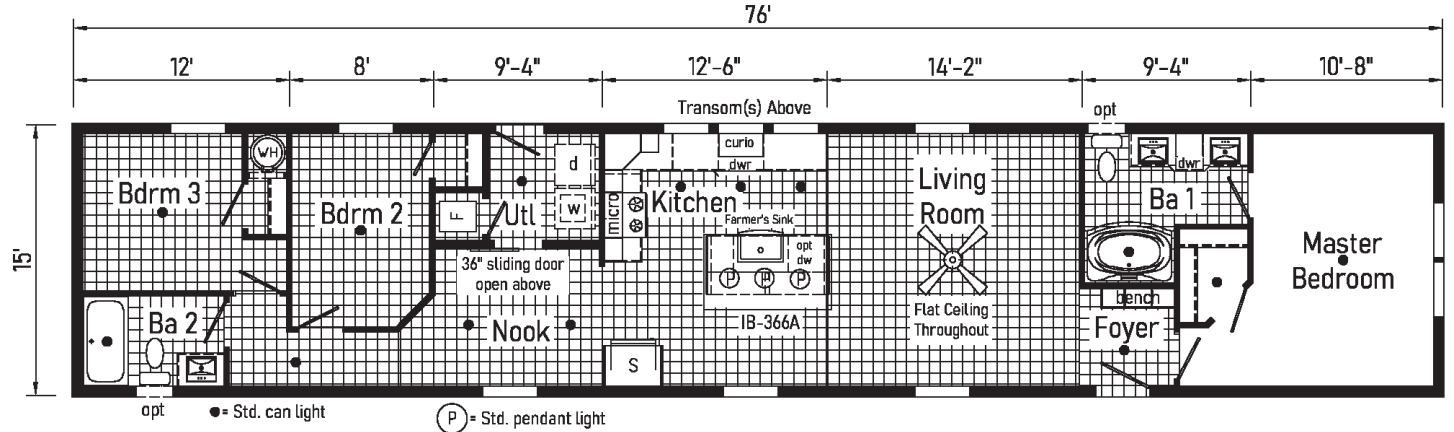 76'
12'
8'
9'-4"
12'-6"
14'-2"
9'-4"
10'-8"
Transom(s) Above
opt
15'
WH
curio
dwr
dwr
d
Bdrm 3
Bdrm 2
F
Utl
w
micro
Kitchen
Farmer's Sink
Living
Room
Ba 1
opt
dw
36" sliding door
open above
Master
Bedroom
P
P
P
bench
Ba 2
Nook
IB-366A
Flat Ceiling
Throughout
Foyer
S
opt
= Std. can light
P = Std. pendant light